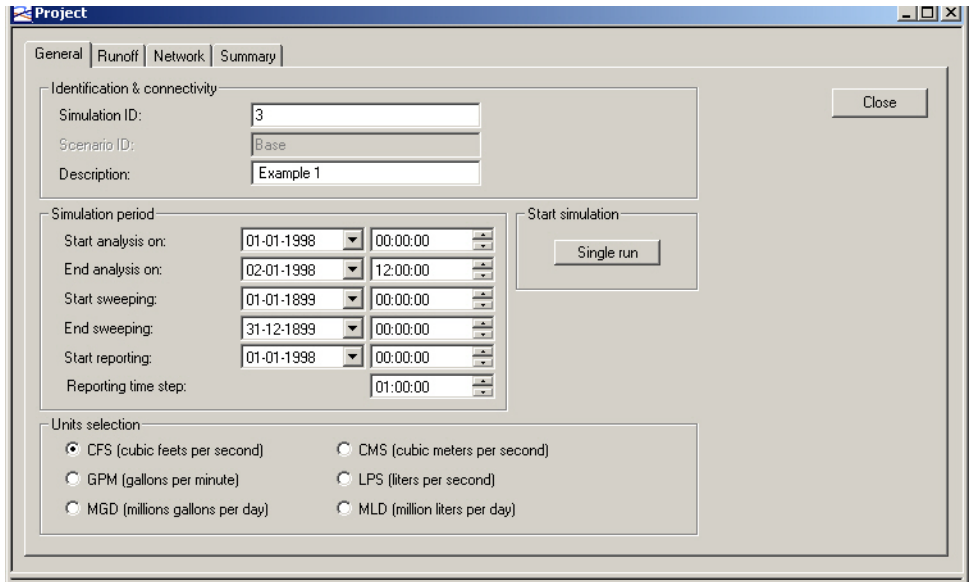 Project
General Runoff Network Summary
Identification & connectivity
Close
Simulation ID: 3
Scenario ID: Base
Description: Example 1
Simulation period
Start simulation
Start analysis on: 01-01-1998 00:00:00
Single run
End analysis on: 02-01-1998 12:00:00
Start sweeping: 01-01-1899 00:00:00
End sweeping: 31-12-1899 00:00:00
Start reporting: 01-01-1998 00:00:00
Reporting time step: 01:00:00
Units selection
CFS (cubic feets per second) CMS (cubic meters per second)
GPM (gallons per minute) LPS (liters per second)
MGD (millions gallons per day) MLD (million liters per day)